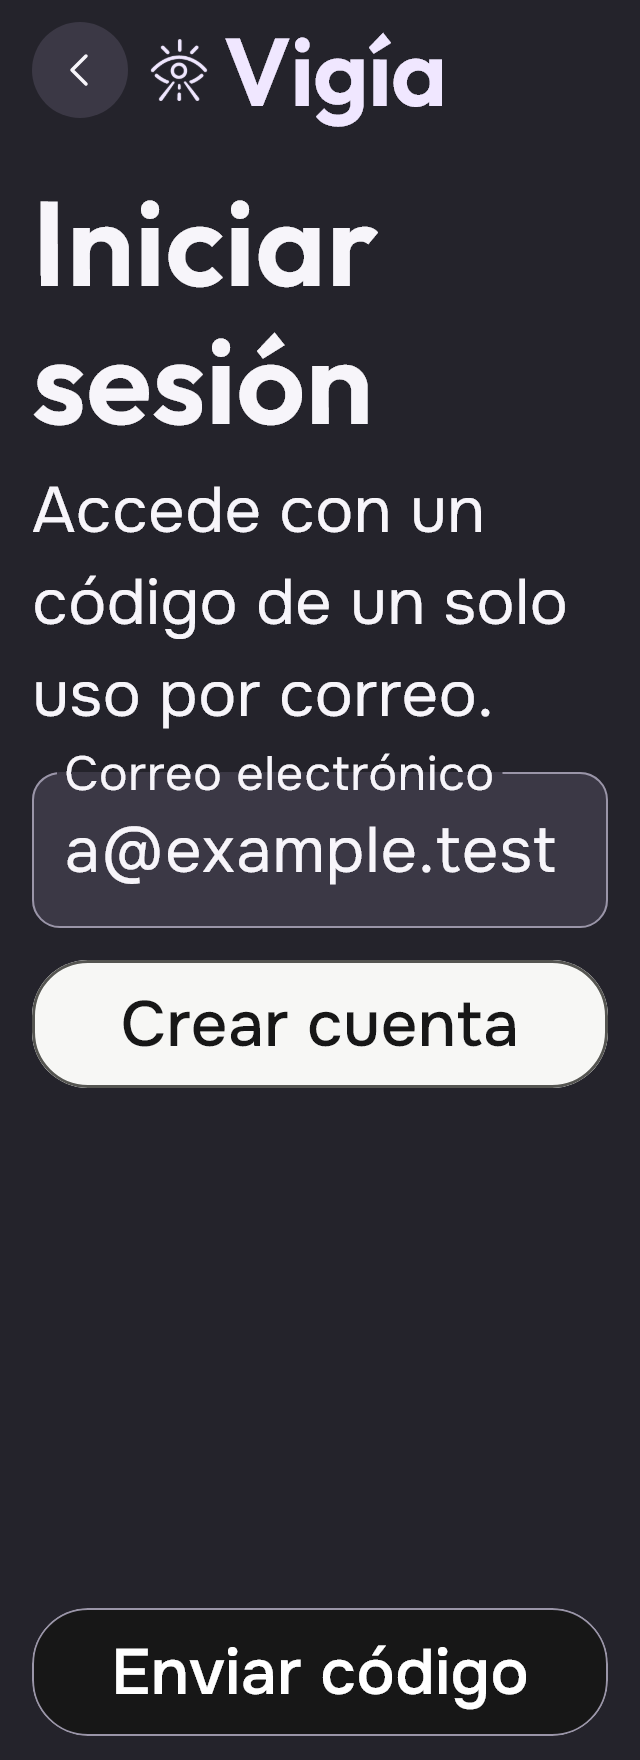 Vigía
Iniciar
sesión
Accede con un
código de un solo
uso por correo.
Correo electrónico
a@example.test
Crear cuenta
Enviar código